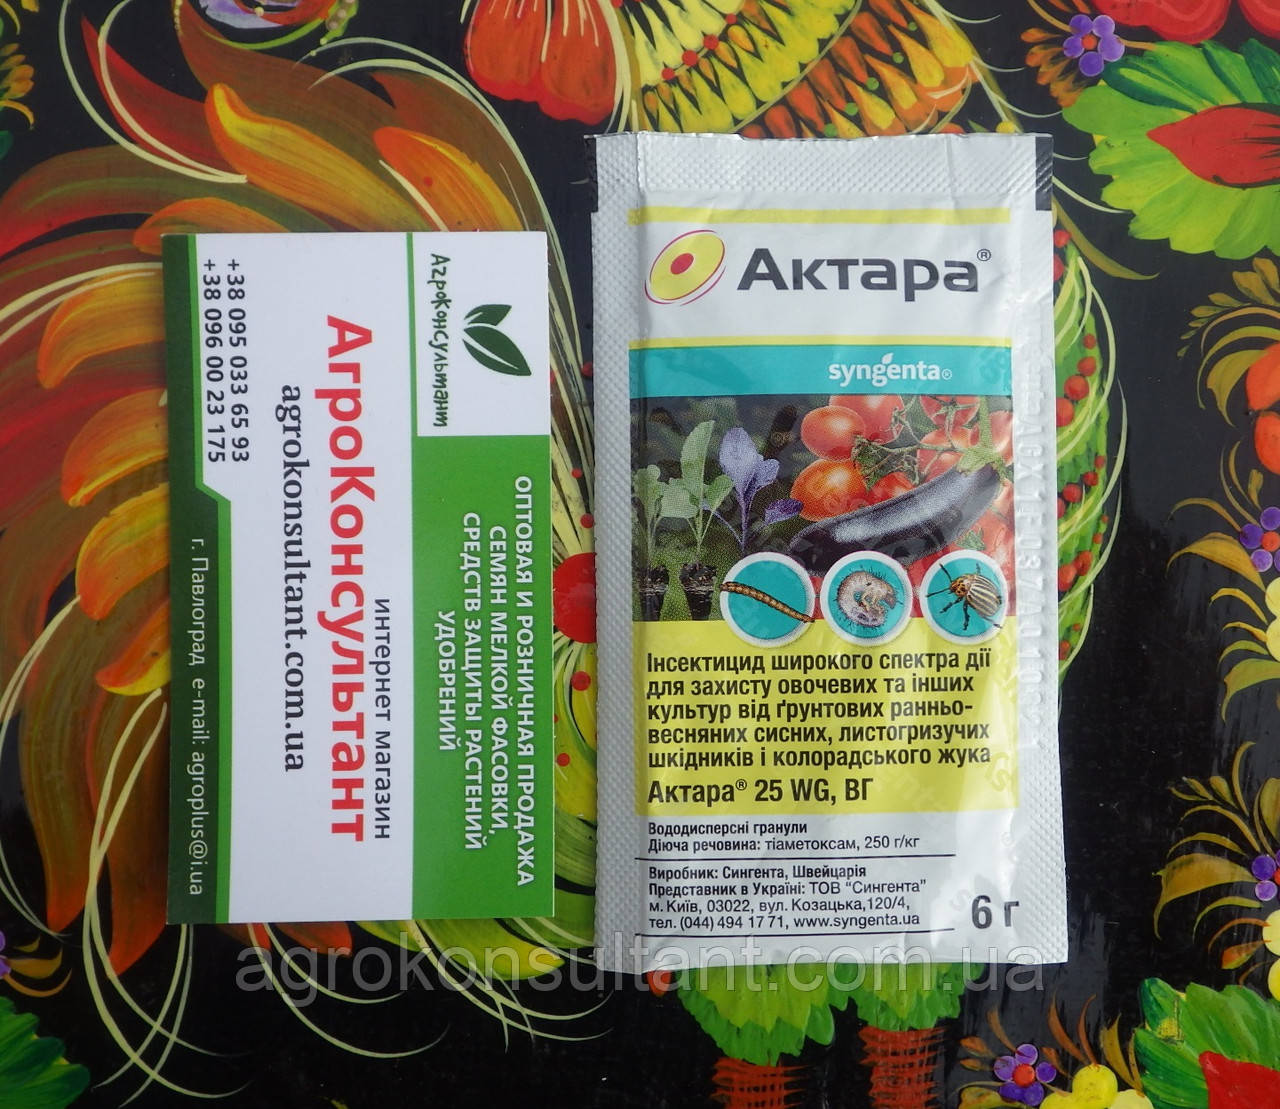 АгроКонсультант
ОПТОВАЯ И РОЗНИЧНАЯ ПРОДАЖА
СЕМЯН МЕЛКОЙ ФАСОВКИ,
СРЕДСТВ ЗАЩИТЫ РАСТЕНИЙ
УДОБРЕНИЙ
интернет магазин
АгроКонсультант
agrokonsultant.com.ua
+38 095 033 65 93
+38 096 00 23 175
г. Павлоград e-mail: agroplus@i.ua
Актара®
syngenta®
Інсектицид широкого спектра дії
для захисту овочевих та інших
культур від ґрунтових ранньо-
весняних сисних, листогризучих
шкідників і колорадського жука
Актара® 25 WG, ВГ
Вододисперсні гранули
Діюча речовина: тіаметоксам, 250 г/кг
Виробник: Сингента, Швейцарія
Представник в Україні: ТОВ “Сингента”
м. Київ, 03022, вул. Козацька,120/4,
тел. (044) 494 17 71, www.syngenta.ua
6 г
agrokonsultant.com.ua